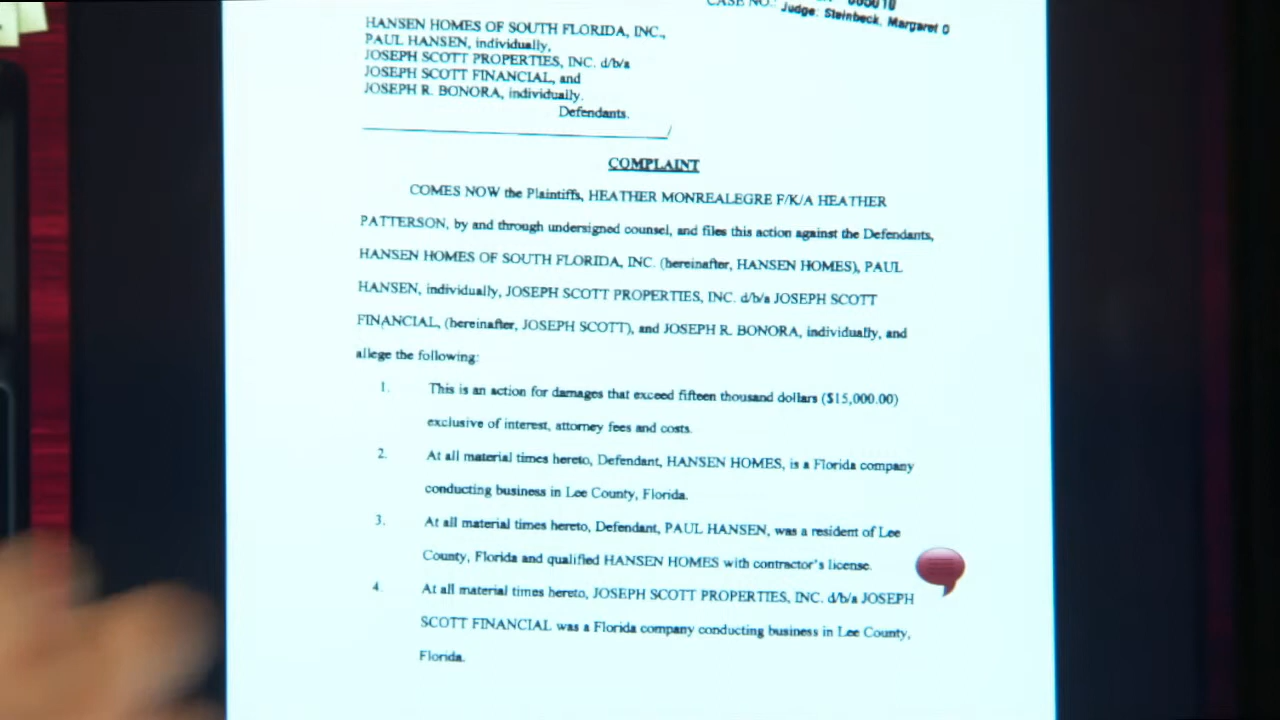 CASE NO.: Judge: Steinbeck, Margaret O
HANSEN HOMES OF SOUTH FLORIDA, INC.,
PAUL HANSEN, individually,
JOSEPH SCOTT PROPERTIES, INC. d/b/a
JOSEPH SCOTT FINANCIAL, and
JOSEPH R. BONORA, individually.
Defendants.
COMPLAINT
COMES NOW the Plaintiffs, HEATHER MONREALEGRE F/K/A HEATHER
PATTERSON, by and through undersigned counsel, and files this action against the Defendants,
HANSEN HOMES OF SOUTH FLORIDA, INC. (hereinafter, HANSEN HOMES), PAUL
HANSEN, individually, JOSEPH SCOTT PROPERTIES, INC. d/b/a JOSEPH SCOTT
FINANCIAL, (hereinafter, JOSEPH SCOTT), and JOSEPH R. BONORA, individually, and
allege the following:
1. This is an action for damages that exceed fifteen thousand dollars ($15,000.00)
exclusive of interest, attorney fees and costs.
2. At all material times hereto, Defendant, HANSEN HOMES, is a Florida company
conducting business in Lee County, Florida.
3. At all material times hereto, Defendant, PAUL HANSEN, was a resident of Lee
County, Florida and qualified HANSEN HOMES with contractor's license.
4. At all material times hereto, JOSEPH SCOTT PROPERTIES, INC. d/b/a JOSEPH
SCOTT FINANCIAL was a Florida company conducting business in Lee County,
Florida.